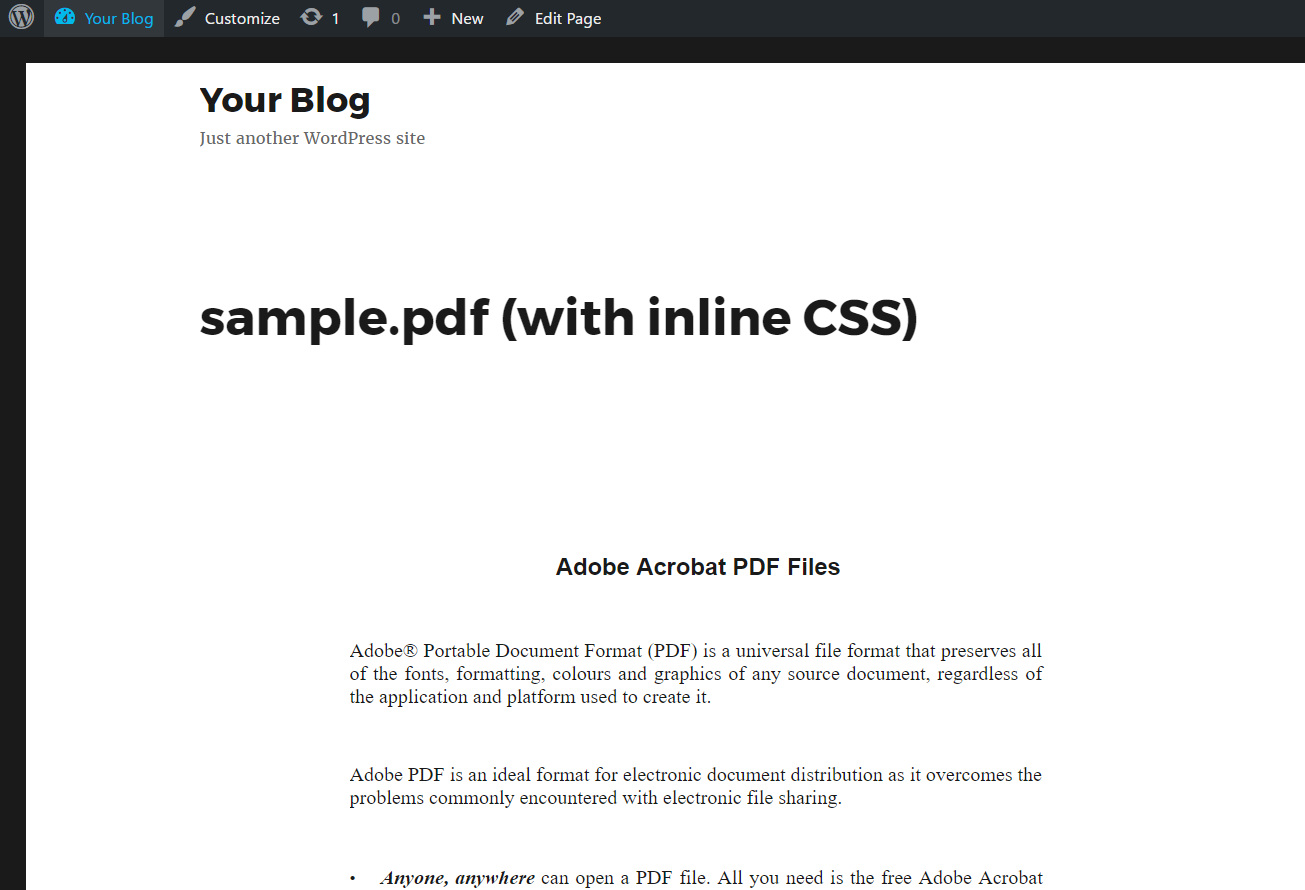 Your Blog Customize 1 0 New Edit Page
Your Blog
Just another WordPress site
sample.pdf (with inline CSS)
Adobe Acrobat PDF Files
Adobe® Portable Document Format (PDF) is a universal file format that preserves all
of the fonts, formatting, colours and graphics of any source document, regardless of
the application and platform used to create it.
Adobe PDF is an ideal format for electronic document distribution as it overcomes the
problems commonly encountered with electronic file sharing.
• Anyone, anywhere can open a PDF file. All you need is the free Adobe Acrobat